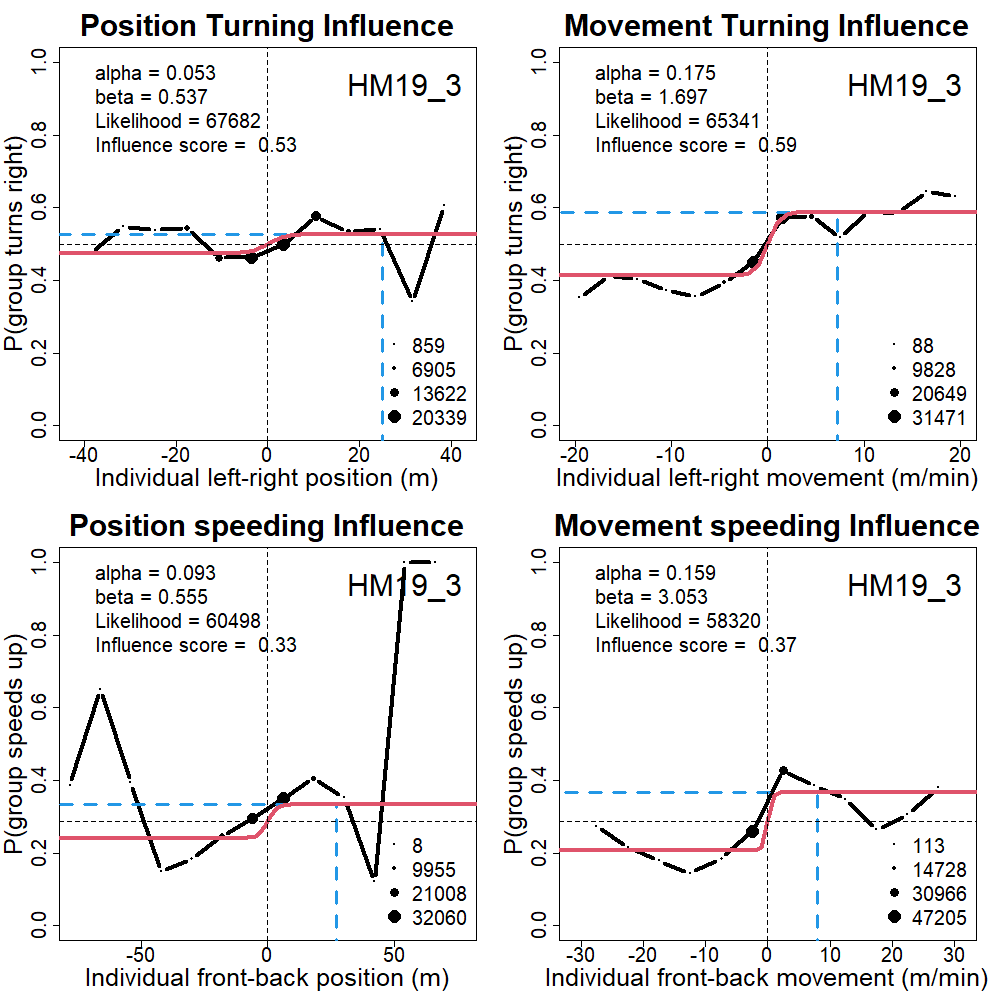 Position Turning Influence
alpha = 0.053
beta = 0.537
Likelihood = 67682
Influence score =  0.53
HM19_3
P(group turns right)
0.0
0.2
0.4
0.6
0.8
1.0
859
6905
13622
20339
-40
-20
0
20
40
Individual left-right position (m)
Movement Turning Influence
alpha = 0.175
beta = 1.697
Likelihood = 65341
Influence score =  0.59
HM19_3
P(group turns right)
0.0
0.2
0.4
0.6
0.8
1.0
88
9828
20649
31471
-20
-10
0
10
20
Individual left-right movement (m/min)
Position speeding Influence
alpha = 0.093
beta = 0.555
Likelihood = 60498
Influence score =  0.33
HM19_3
P(group speeds up)
0.0
0.2
0.4
0.6
0.8
1.0
8
9955
21008
32060
-50
0
50
Individual front-back position (m)
Movement speeding Influence
alpha = 0.159
beta = 3.053
Likelihood = 58320
Influence score =  0.37
HM19_3
P(group speeds up)
0.0
0.2
0.4
0.6
0.8
1.0
113
14728
30966
47205
-30
-20
-10
0
10
20
30
Individual front-back movement (m/min)